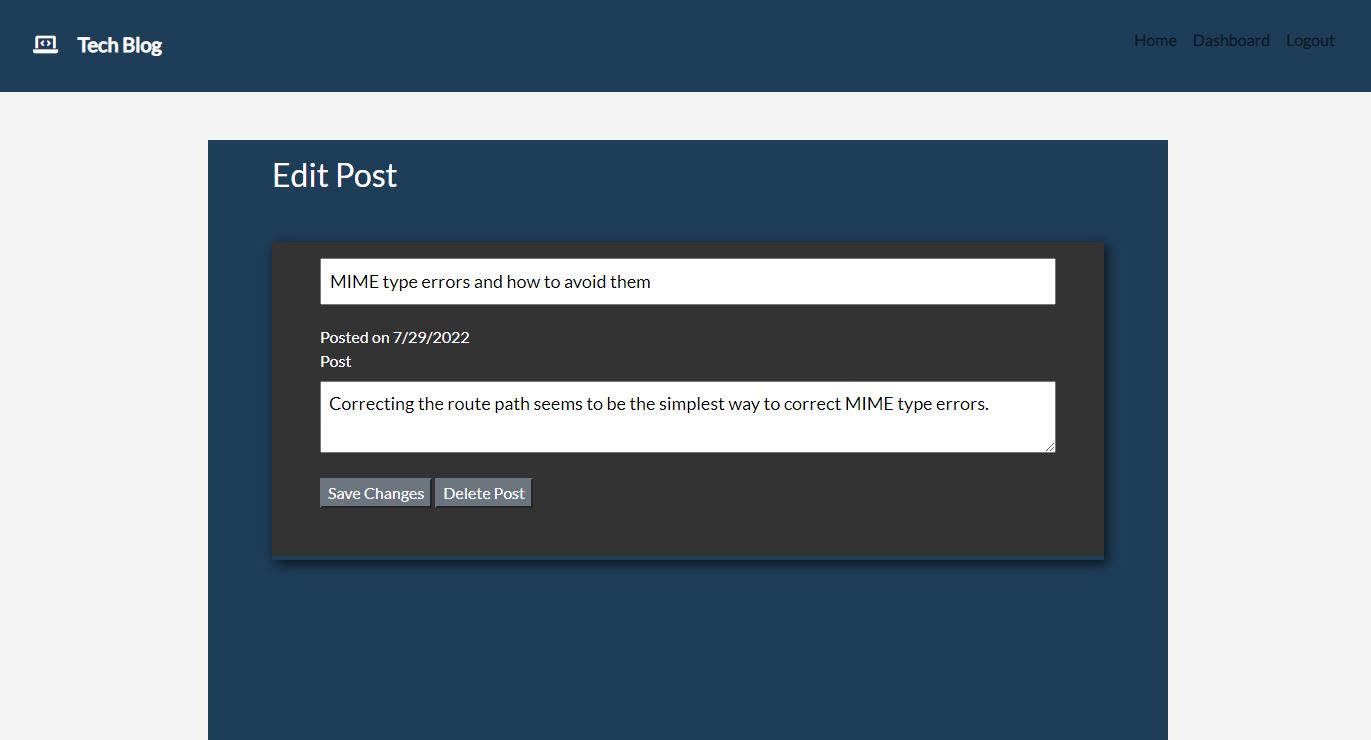 Tech Blog
Home Dashboard Logout
Edit Post
MIME type errors and how to avoid them
Posted on 7/29/2022
Post
Correcting the route path seems to be the simplest way to correct MIME type errors.
Save Changes Delete Post